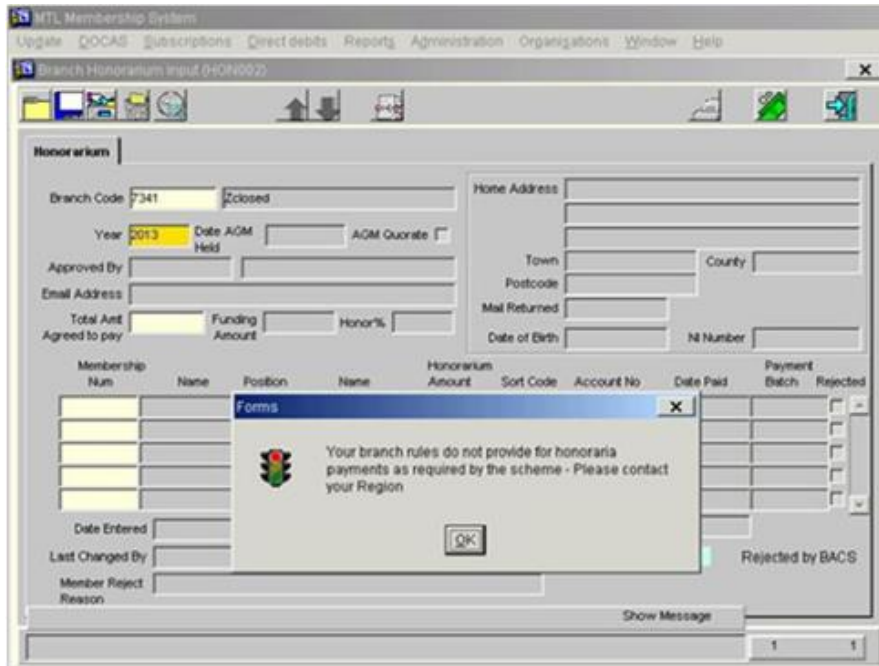 MTL Membership System
Update DOCAS Subscriptions Direct debits Reports Administration Organisations Window Help
Branch Honorarium Input (HON002)
Honorarium
Branch Code 7341 Zclosed
Home Address
Year 2013 Date AGM Held AGM Quorate
Approved By
Town County
Email Address
Postcode
Mail Returned
Total Amt Agreed to pay Funding Amount Honor%
Date of Birth NI Number
Membership Num Name Position Name Honorarium Amount Sort Code Account No Date Paid Payment Batch Rejected
Forms
Your branch rules do not provide for honoraria
payments as required by the scheme - Please contact
your Region
OK
Date Entered
Last Changed By
Rejected by BACS
Member Reject Reason
Show Message
1 1